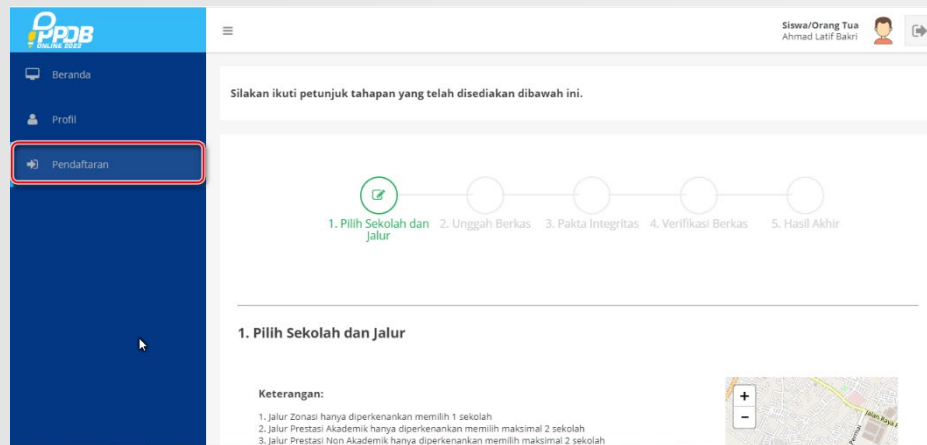 PPDB
ONLINE 2022
Siswa/Orang Tua
Ahmad Latif Bakri
Beranda
Profil
Pendaftaran
Silakan ikuti petunjuk tahapan yang telah disediakan dibawah ini.
1. Pilih Sekolah dan
Jalur
2. Unggah Berkas
3. Pakta Integritas
4. Verifikasi Berkas
5. Hasil Akhir
1. Pilih Sekolah dan Jalur
Keterangan:
1. Jalur Zonasi hanya diperkenankan memilih 1 sekolah
2. Jalur Prestasi Akademik hanya diperkenankan memilih maksimal 2 sekolah
3. Jalur Prestasi Non Akademik hanya diperkenankan memilih maksimal 2 sekolah
+
−
Jalan Paya
Permai